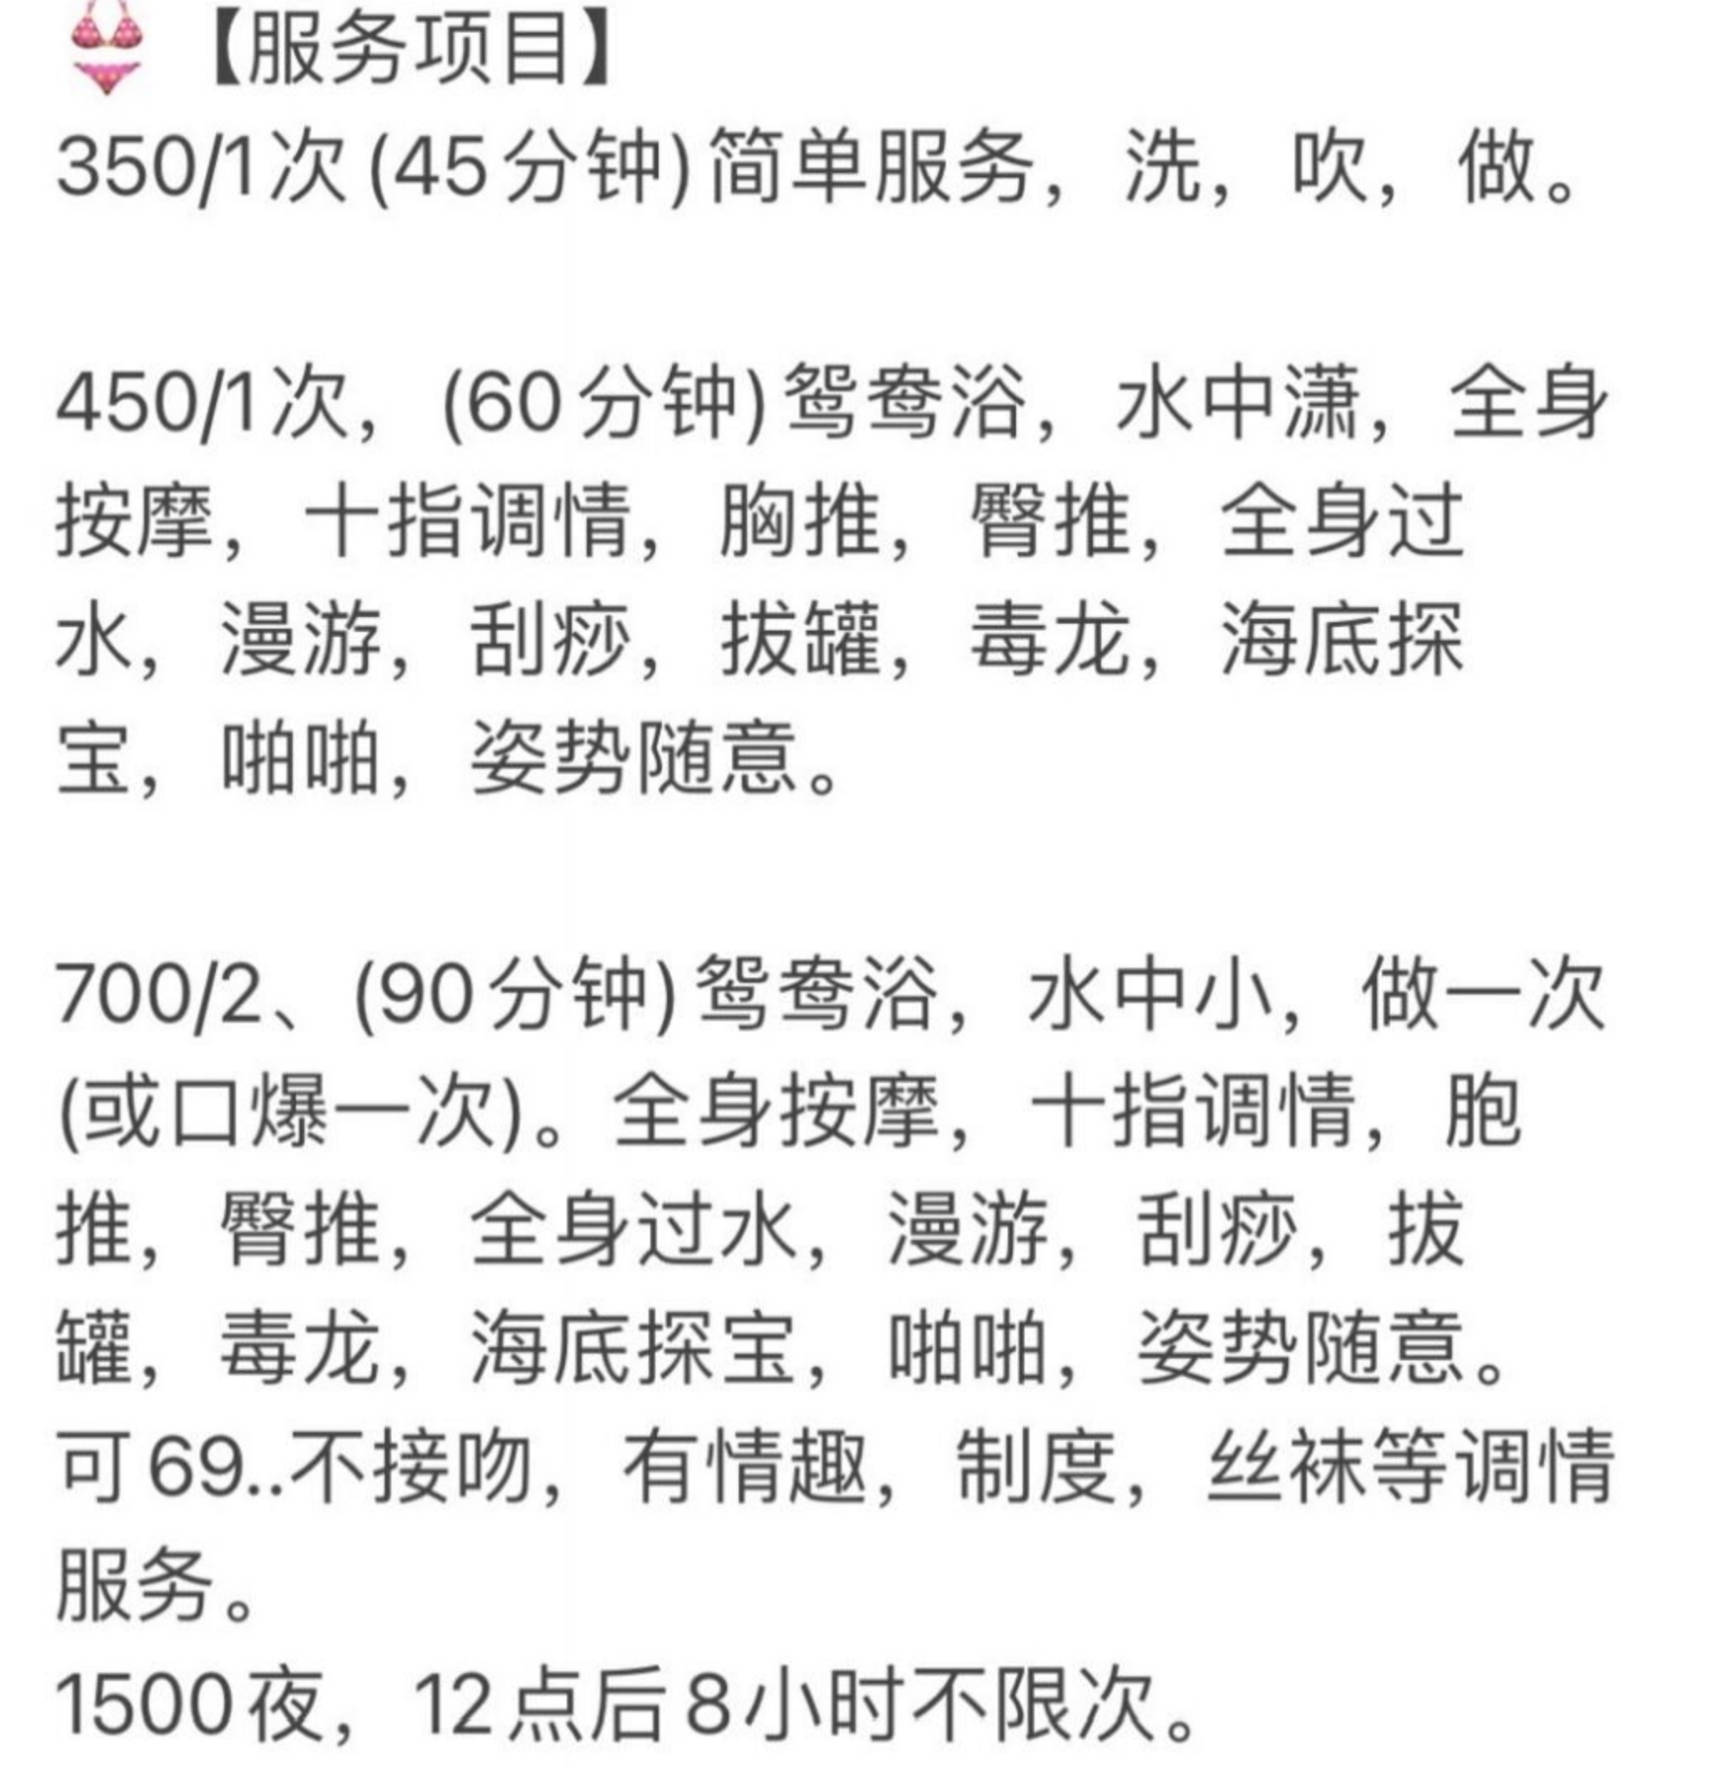 👙【服务项目】
350/1次(45分钟)简单服务，洗，吹，做。
450/1次，(60分钟)鸳鸯浴，水中潇，全身
按摩，十指调情，胸推，臀推，全身过
水，漫游，刮痧，拔罐，毒龙，海底探
宝，啪啪，姿势随意。
700/2、(90分钟)鸳鸯浴，水中小，做一次
(或口爆一次)。全身按摩，十指调情，胞
推，臀推，全身过水，漫游，刮痧，拔
罐，毒龙，海底探宝，啪啪，姿势随意。
可69..不接吻，有情趣，制度，丝袜等调情
服务。
1500夜，12点后8小时不限次。